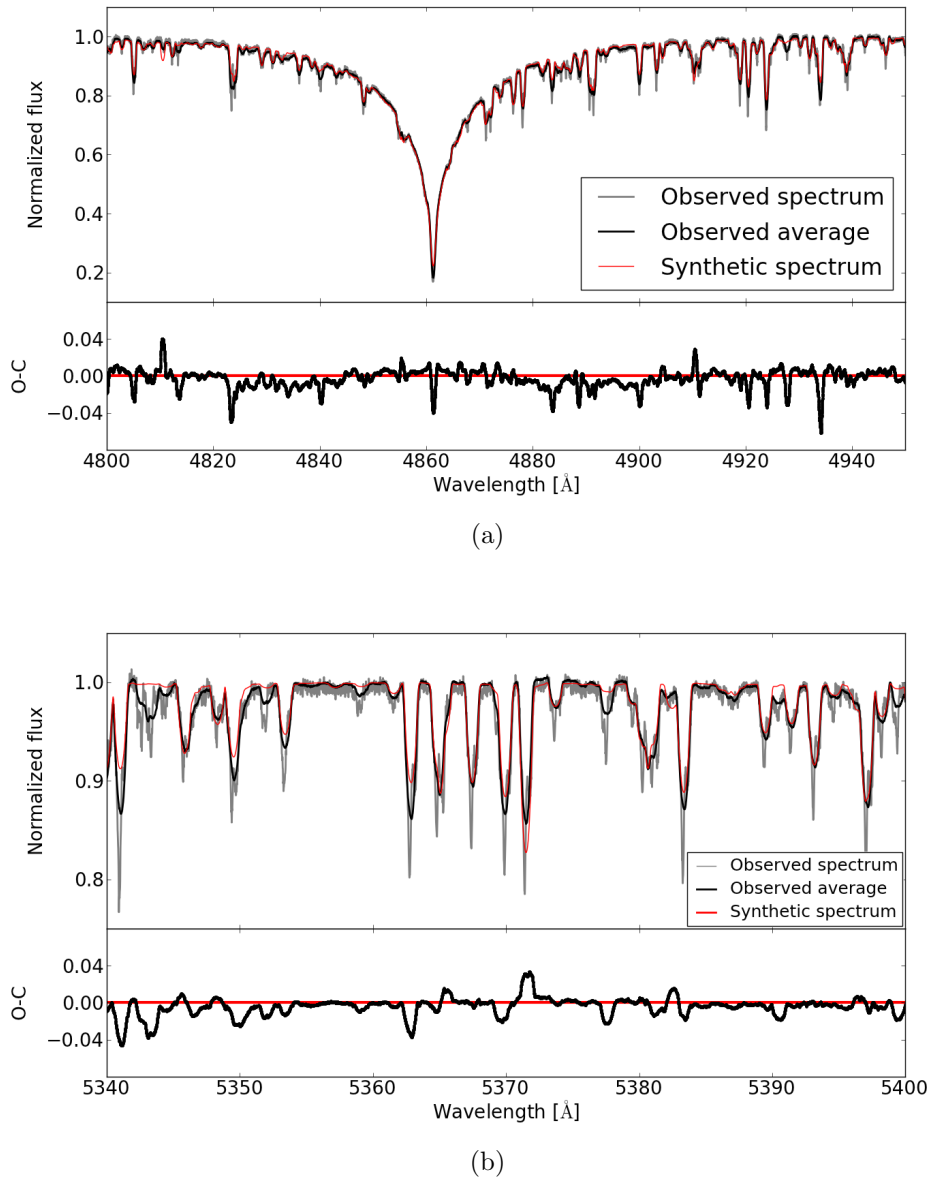 1.0
0.8
0.6
0.4
0.2
Normalized flux
Observed spectrum
Observed average
Synthetic spectrum
0.04
0.00
−0.04
O-C
4800 4820 4840 4860 4880 4900 4920 4940
Wavelength [Å]
(a)
1.0
0.9
0.8
Normalized flux
Observed spectrum
Observed average
Synthetic spectrum
0.04
0.00
−0.04
O-C
5340 5350 5360 5370 5380 5390 5400
Wavelength [Å]
(b)